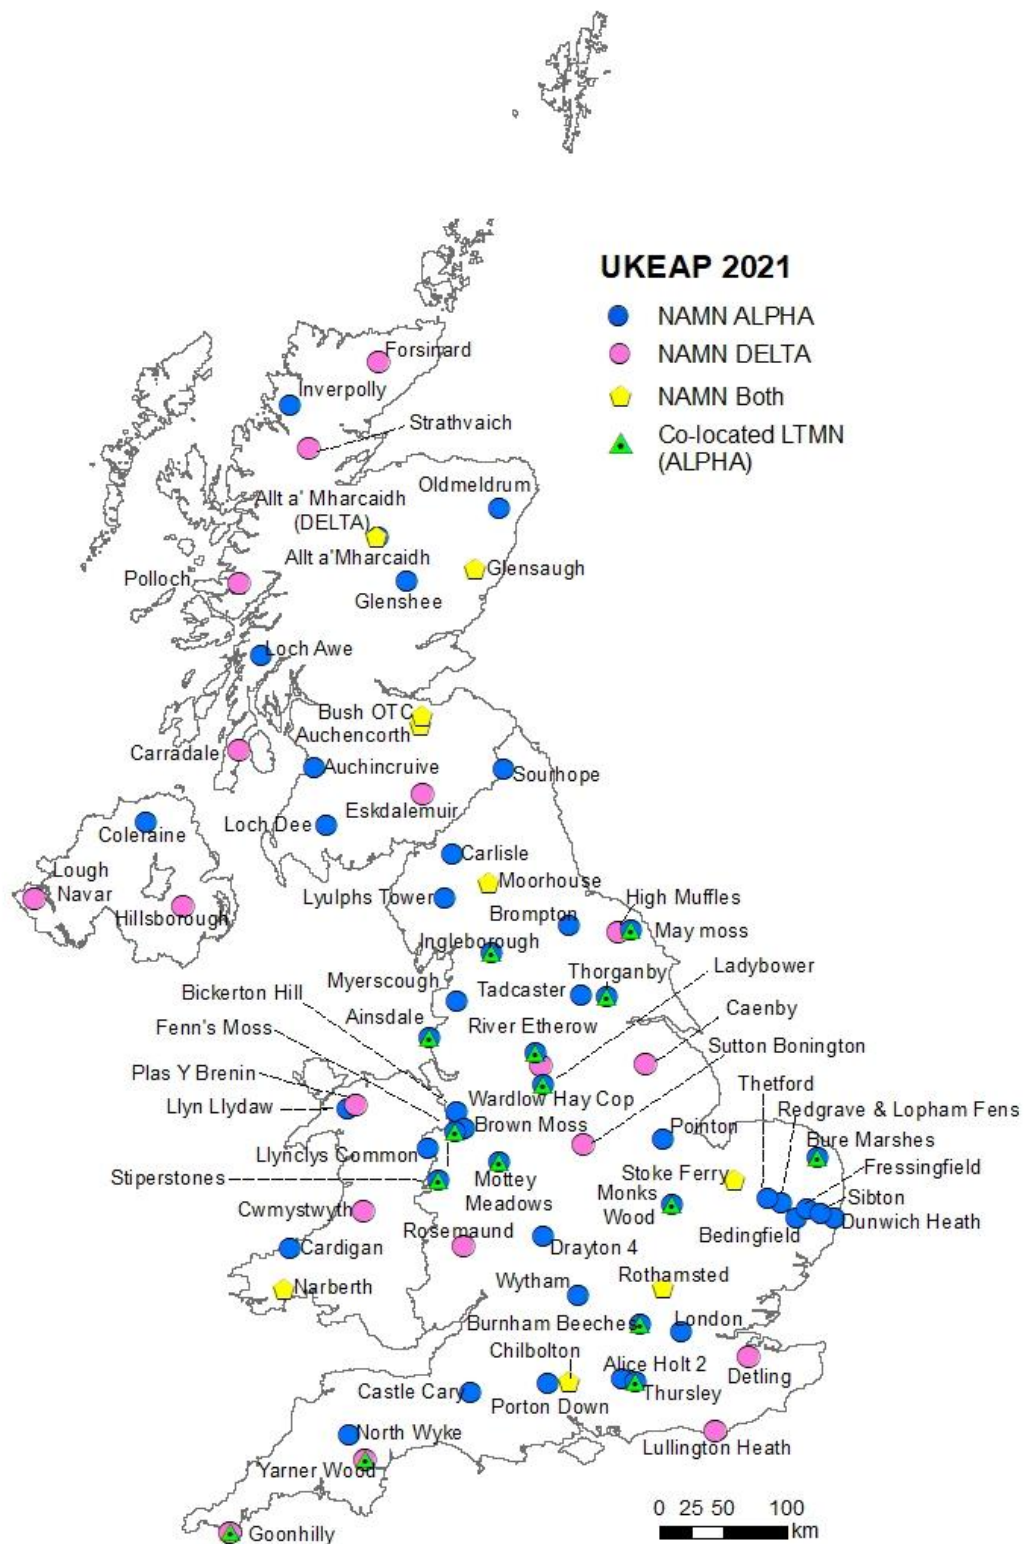 UKEAP 2021
NAMN ALPHA
NAMN DELTA
NAMN Both
Co-located LTMN
(ALPHA)
Forsinard
Inverpolly
Strathvaich
Oldmeldrum
Allt a' Mharcaidh
(DELTA)
Allt a'Mharcaidh
Glensaugh
Polloch
Glenshee
Loch Awe
Bush OTC
Auchencorth
Carradale
Auchincruive
Sourhope
Eskdalemuir
Coleraine
Loch Dee
Carlisle
Lough
Navar
Moorhouse
Lyulphs Tower
High Muffles
Hillsborough
Brompton
May moss
Ingleborough
Ladybower
Thorganby
Myerscough
Tadcaster
Bickerton Hill
Caenby
Ainsdale
River Etherow
Fenn's Moss
Sutton Bonington
Plas Y Brenin
Thetford
Llyn Llydaw
Wardlow Hay Cop
Redgrave & Lopham Fens
Brown Moss
Pointon
Bure Marshes
Llynclys Common
Fressingfield
Stiperstones
Mottey
Meadows
Stoke Ferry
Monks
Wood
Sibton
Cwmystwyth
Dunwich Heath
Rosemaund
Bedingfield
Cardigan
Drayton 4
Rothamsted
Wytham
Narberth
Burnham Beeches
London
Chilbolton
Alice Holt 2
Detling
Castle Cary
Thursley
Porton Down
North Wyke
Lullington Heath
Yarner Wood
0 25 50 100
km
Goonhilly